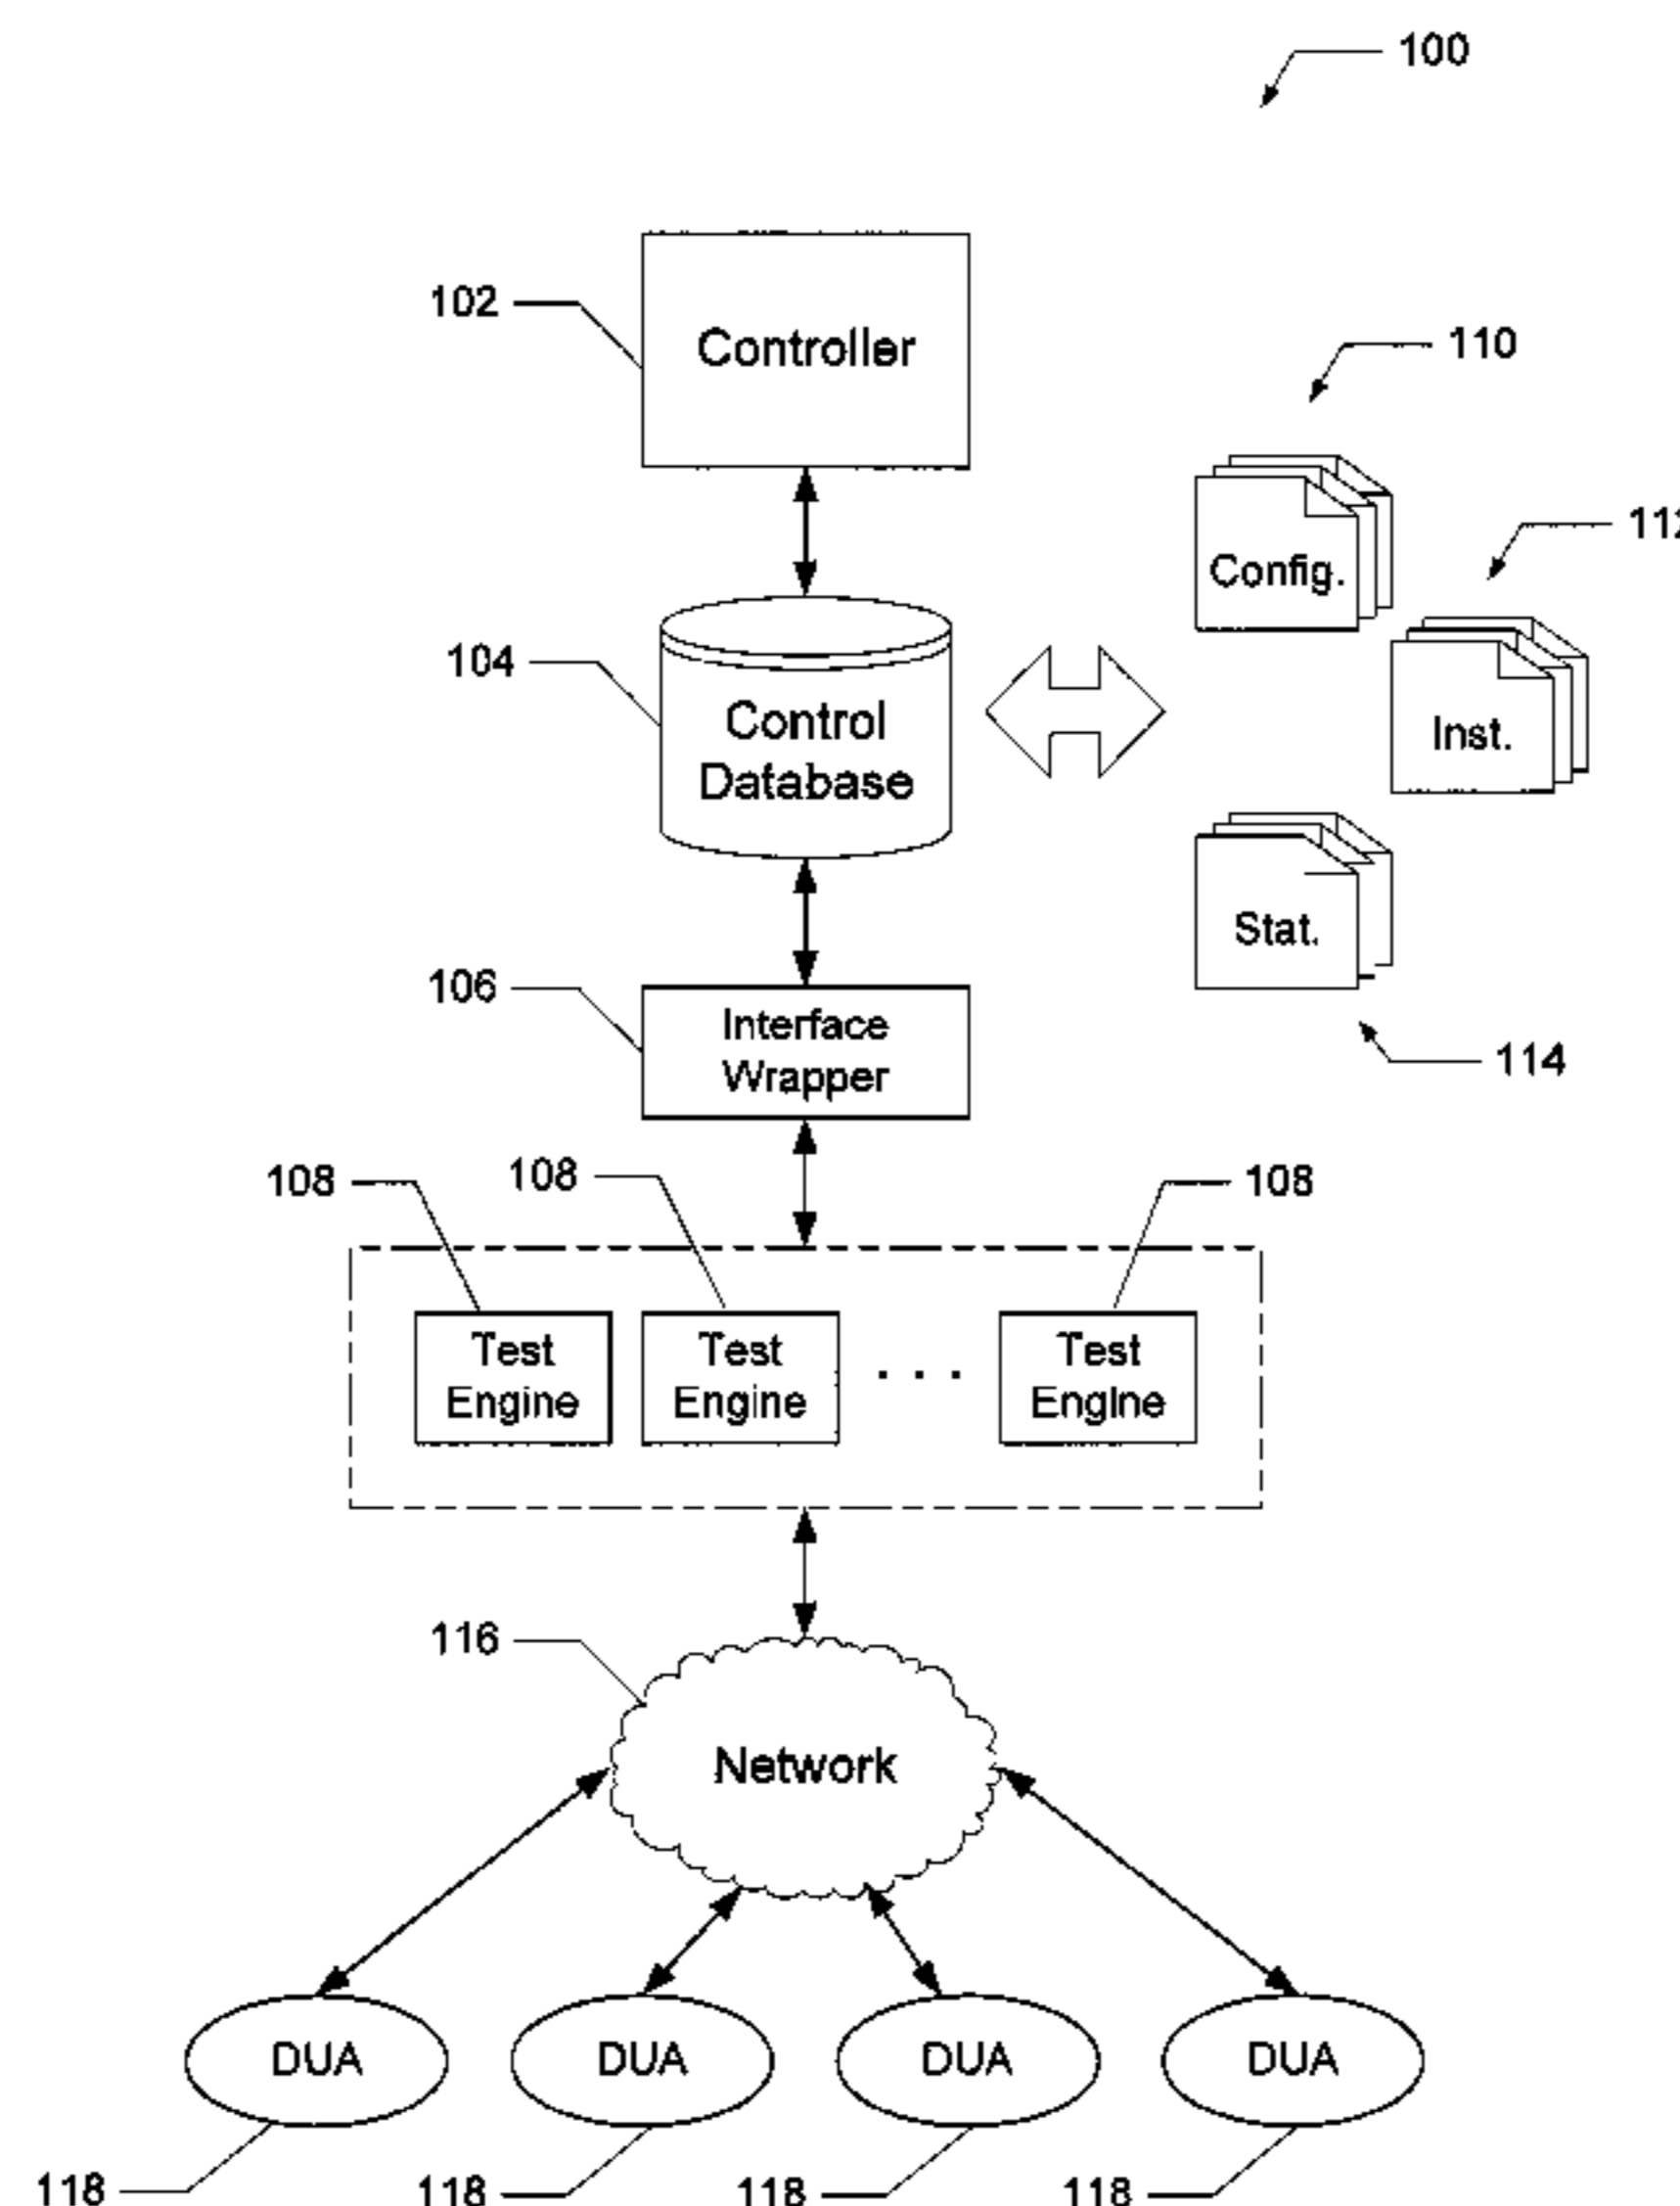 100
102
Controller
110
Config.
112
104
Control
Database
Inst.
Stat.
106
Interface
Wrapper
114
108
108
108
Test
Engine
Test
Engine
. . .
Test
Engine
116
Network
DUA
DUA
DUA
DUA
118
118
118
118